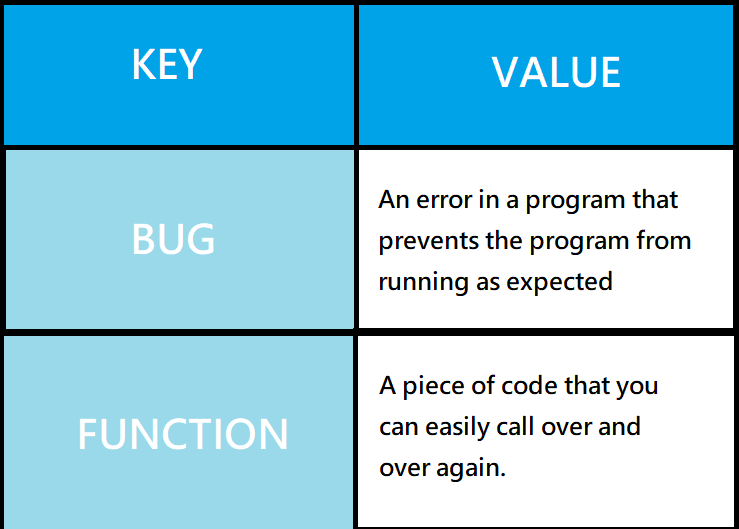 KEY
VALUE
BUG
An error in a program that
prevents the program from
running as expected
FUNCTION
A piece of code that you
can easily call over and
over again.